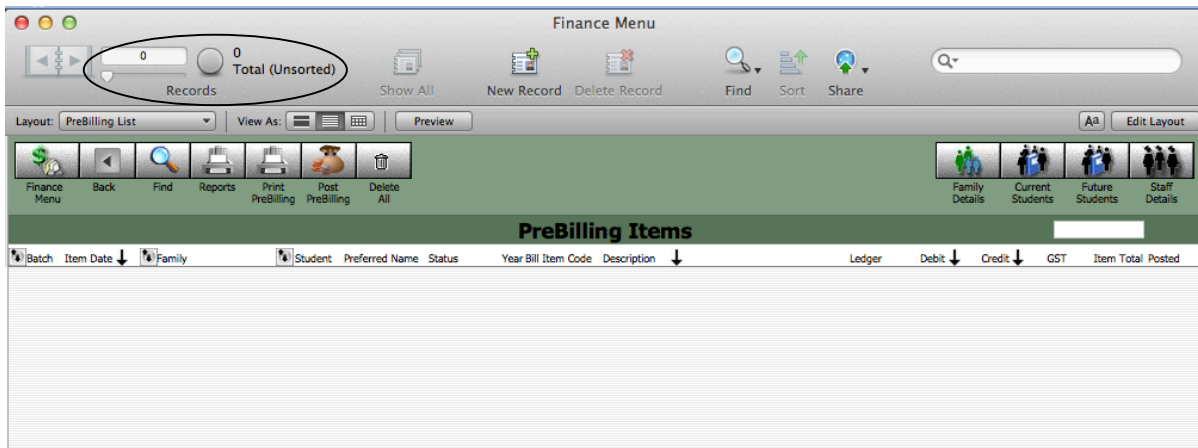 Finance Menu
0
0
Total (Unsorted)
Records
Show All
New Record
Delete Record
Find
Sort
Share
Layout: PreBilling List
View As:
Preview
Aa
Edit Layout
Finance Menu
Back
Find
Reports
Print PreBilling
Post PreBilling
Delete All
Family Details
Current Students
Future Students
Staff Details
PreBilling Items
Batch Item Date Family Student Preferred Name Status Year Bill Item Code Description Ledger Debit Credit GST Item Total Posted